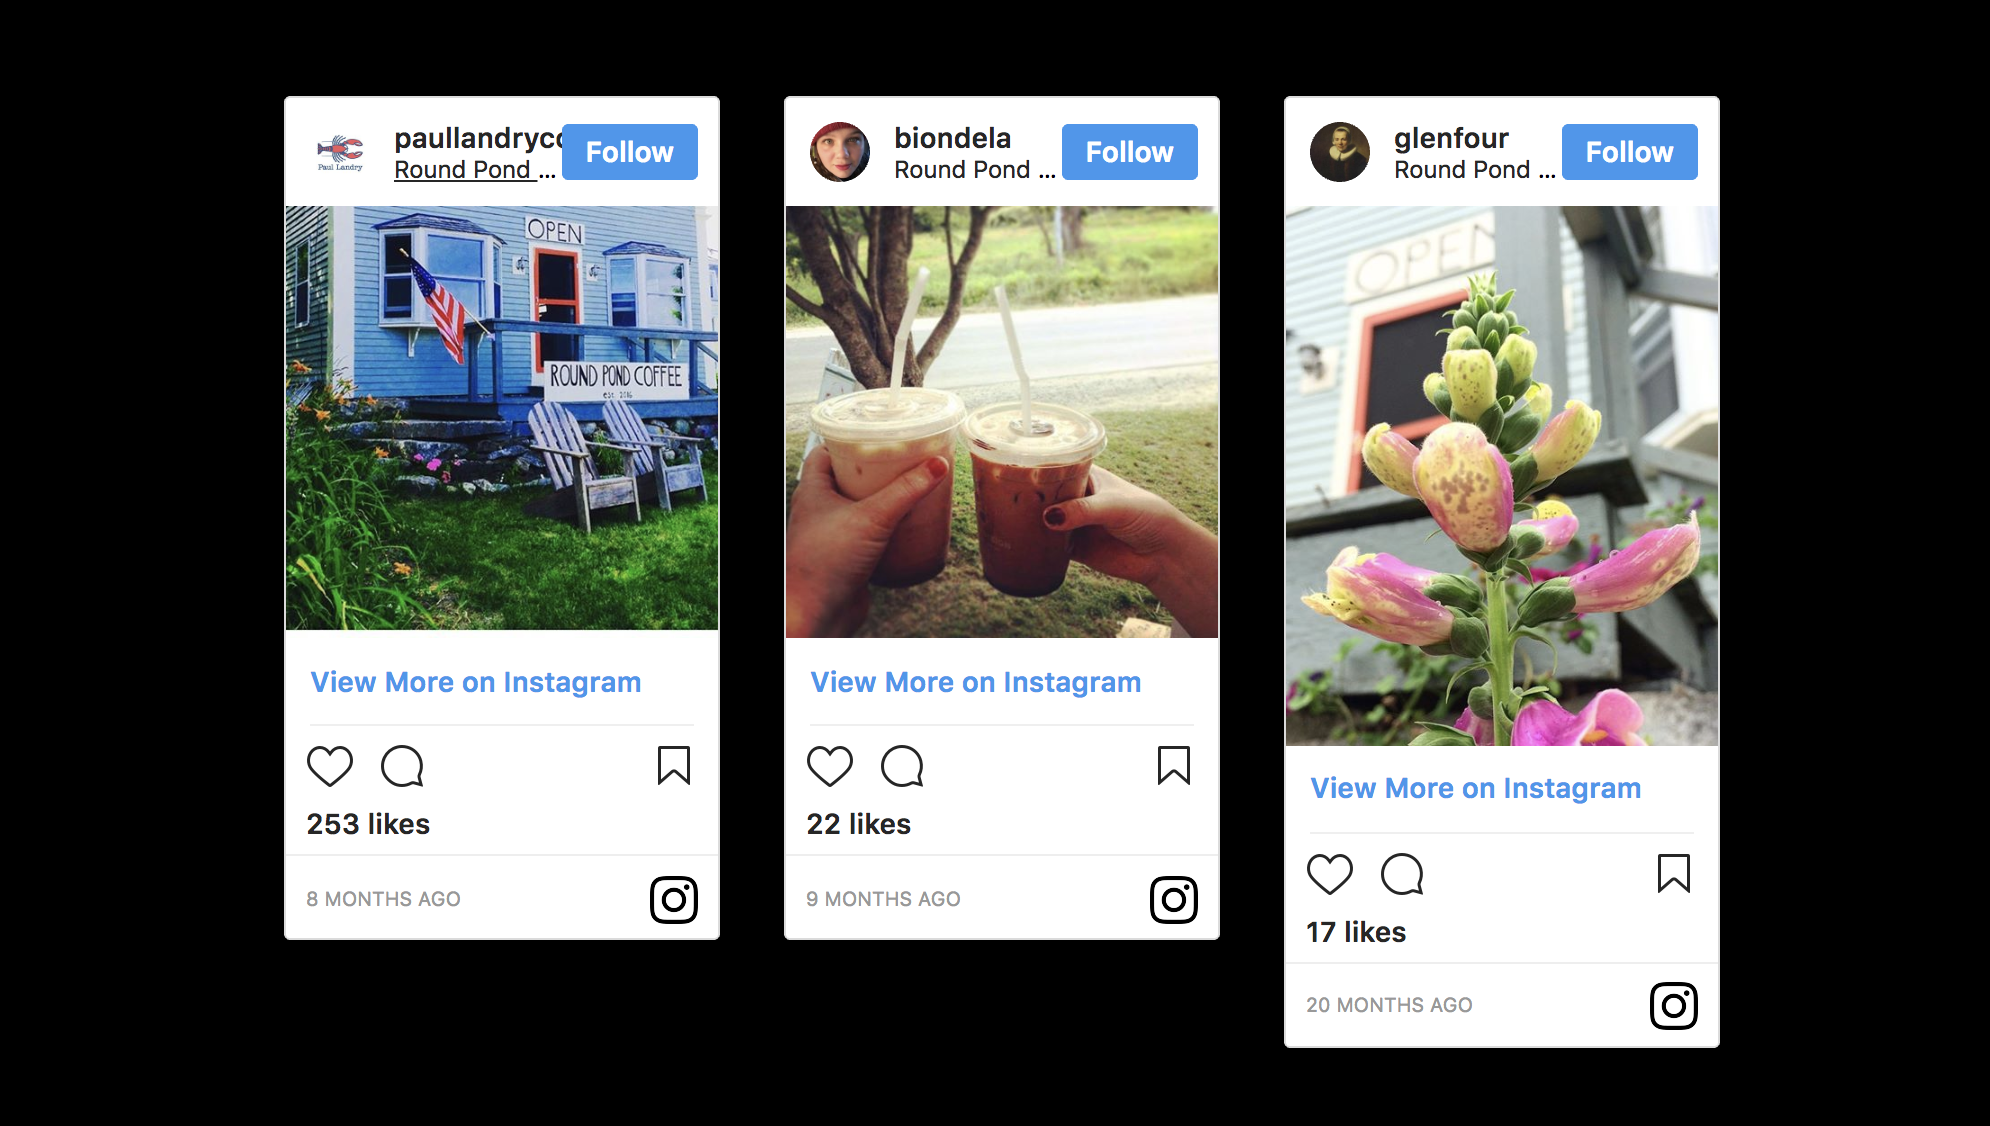 Paul Landry
paullandryco
Round Pond ...
Follow
OPEN
ROUND POND COFFEE
est. 2016
View More on Instagram
253 likes
8 MONTHS AGO
biondela
Round Pond ...
Follow
View More on Instagram
22 likes
9 MONTHS AGO
glenfour
Round Pond ...
Follow
OPEN
View More on Instagram
17 likes
20 MONTHS AGO